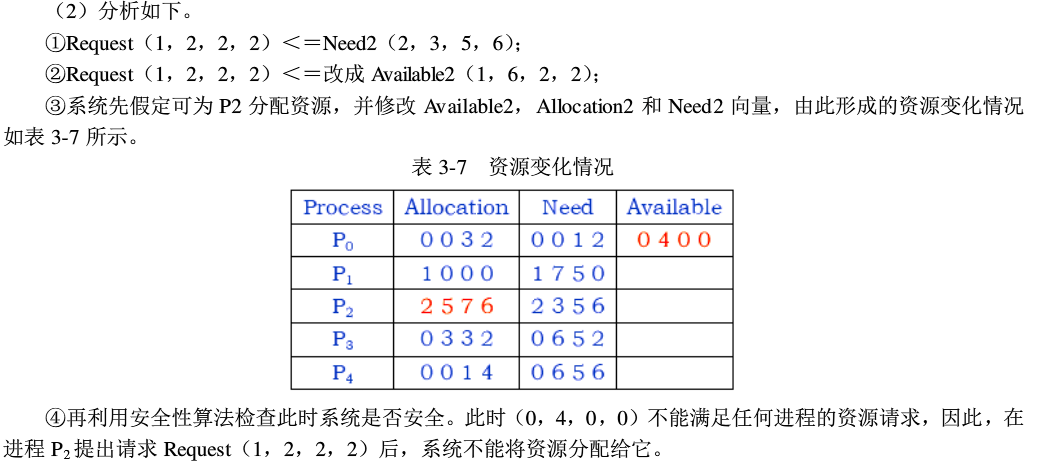 （2）分析如下。
①Request（1，2，2，2）＜＝Need2（2，3，5，6）；
②Request（1，2，2，2）＜＝改成 Available2（1，6，2，2）；
③系统先假定可为 P2 分配资源，并修改 Available2，Allocation2 和 Need2 向量，由此形成的资源变化情况
如表 3-7 所示。
表 3-7 资源变化情况
Process Allocation Need Available
P0 0 0 3 2 0 0 1 2 0 4 0 0
P1 1 0 0 0 1 7 5 0
P2 2 5 7 6 2 3 5 6
P3 0 3 3 2 0 6 5 2
P4 0 0 1 4 0 6 5 6
④再利用安全性算法检查此时系统是否安全。此时（0，4，0，0）不能满足任何进程的资源请求，因此，在
进程 P2 提出请求 Request（1，2，2，2）后，系统不能将资源分配给它。